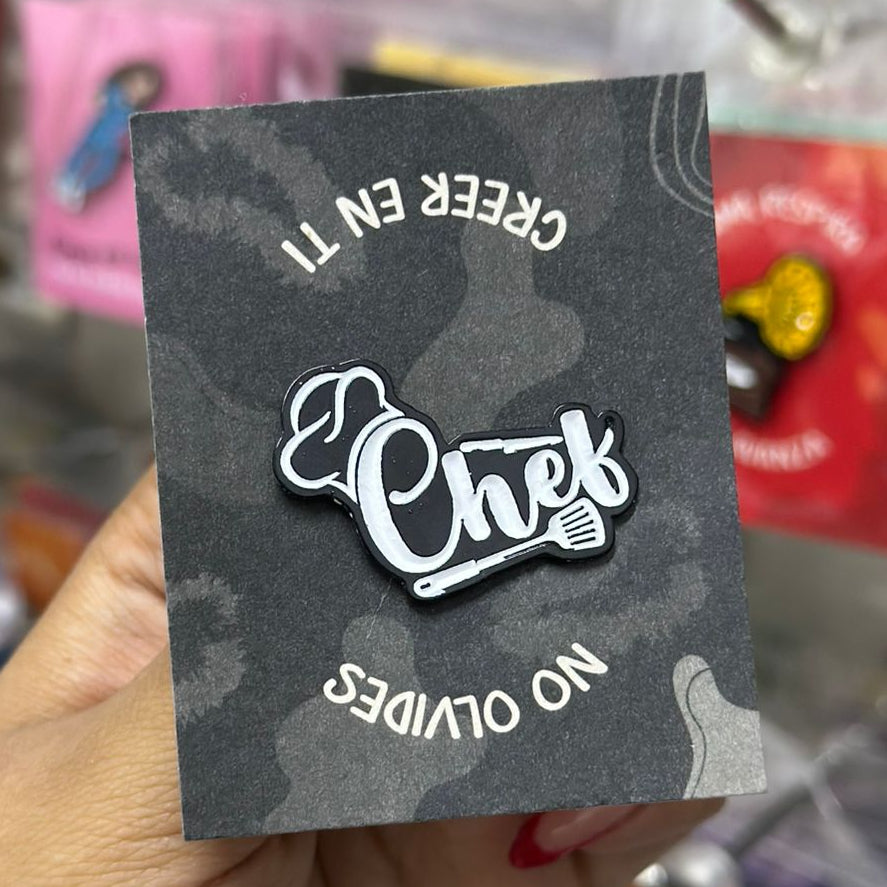 NO OLVIDES
Chef
CREER EN TI